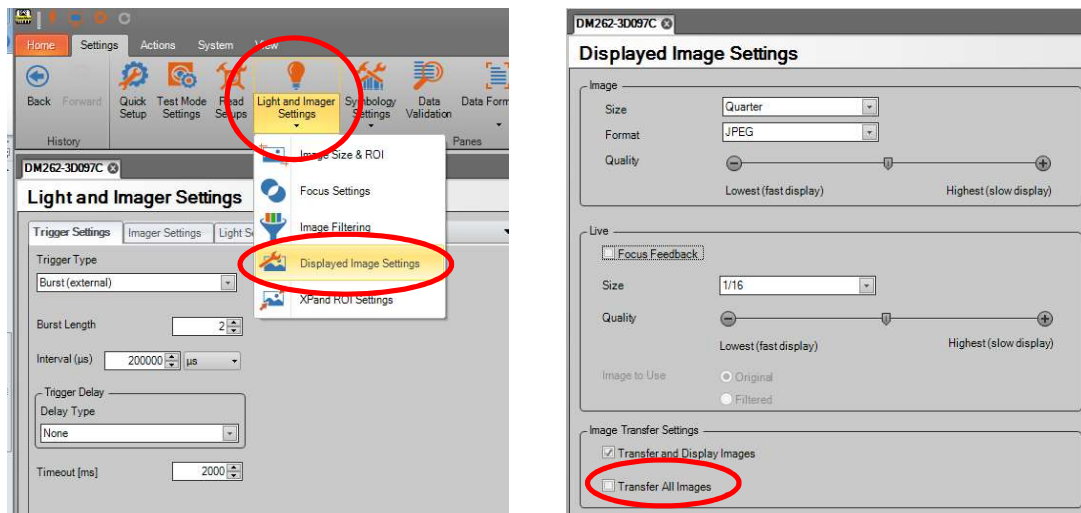 Home Settings Actions System View
Back Forward Quick Setup Test Mode Settings Read Setups Light and Imager Settings Symbology Settings Data Validation Data Form
History Panes
DM262-3D097C
Light and Imager Settings
Trigger Settings Imager Settings Light S
Trigger Type
Burst (external)
Burst Length 2
Interval (µs) 200000 µs
Trigger Delay
Delay Type
None
Timeout [ms] 2000
Image Size & ROI
Focus Settings
Image Filtering
Displayed Image Settings
XPand ROI Settings
DM262-3D097C
Displayed Image Settings
Image
Size Quarter
Format JPEG
Quality
Lowest (fast display) Highest (slow display)
Live
Focus Feedback
Size 1/16
Quality
Lowest (fast display) Highest (slow display)
Image to Use Original
Filtered
Image Transfer Settings
Transfer and Display Images
Transfer All Images